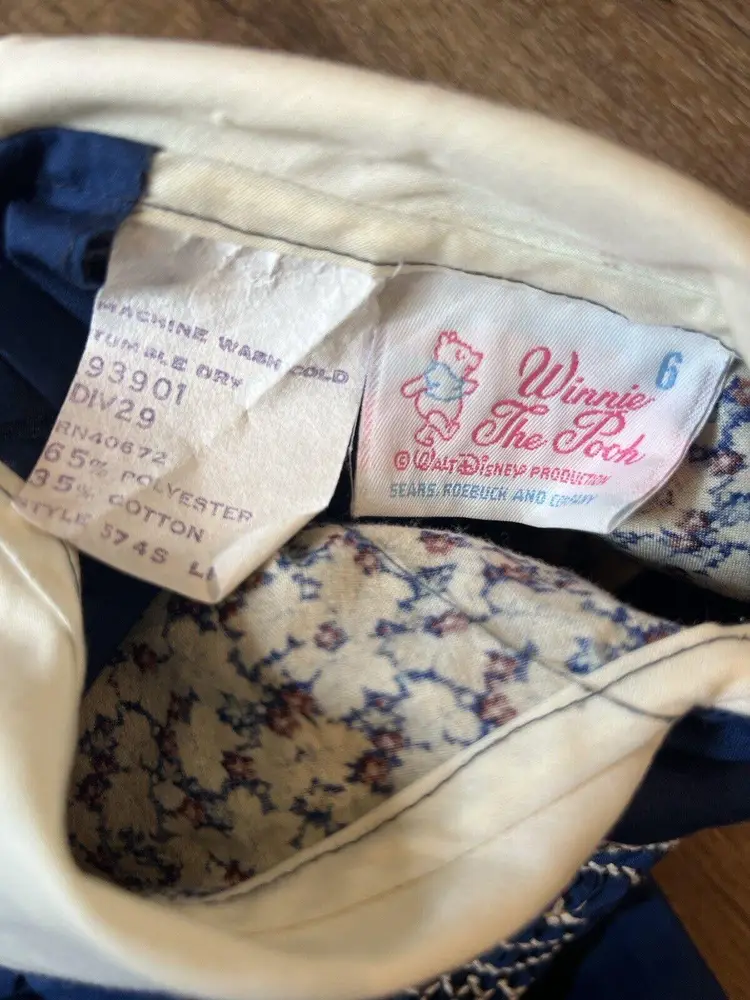 MACHINE WASH COLD
TUMBLE DRY
93901
DIV29
RN40672
65% POLYESTER
35% COTTON
STYLE 574S
6
Winnie
The Pooh
© WALT DISNEY PRODUCTION
SEARS, ROEBUCK AND COMPANY